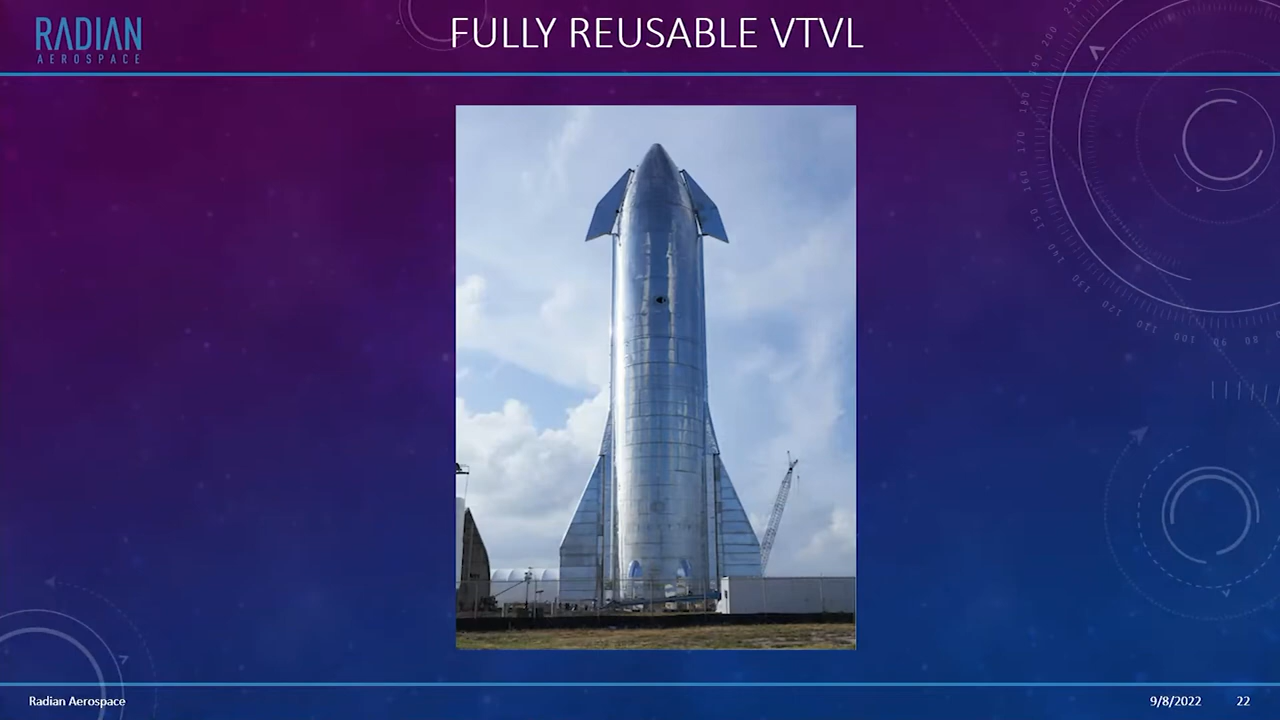 RADIAN
AEROSPACE
FULLY REUSABLE VTVL
Radian Aerospace
9/8/2022
22